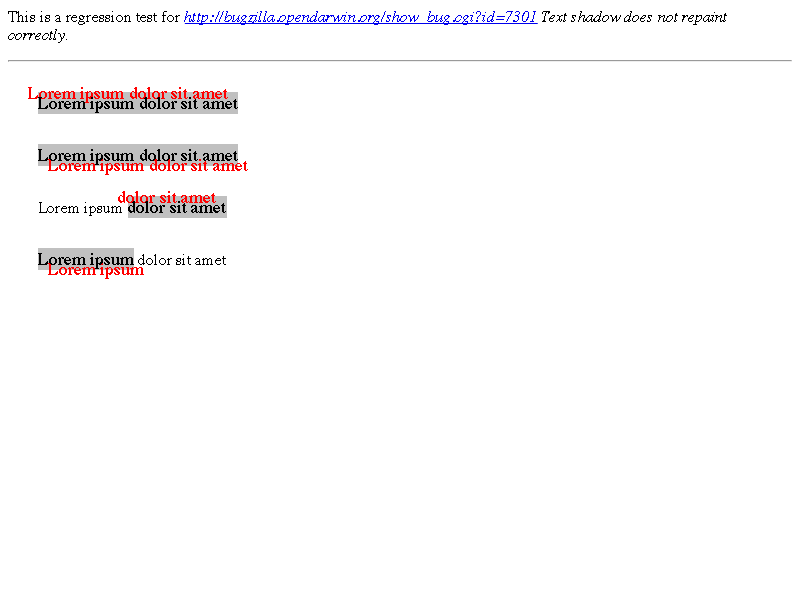 This is a regression test for http://bugzilla.opendarwin.org/show_bug.cgi?id=7301 Text shadow does not repaint
correctly.
Lorem ipsum dolor sit amet
Lorem ipsum dolor sit amet
Lorem ipsum dolor sit amet
Lorem ipsum dolor sit amet
dolor sit amet
Lorem ipsum dolor sit amet
Lorem ipsum dolor sit amet
Lorem ipsum